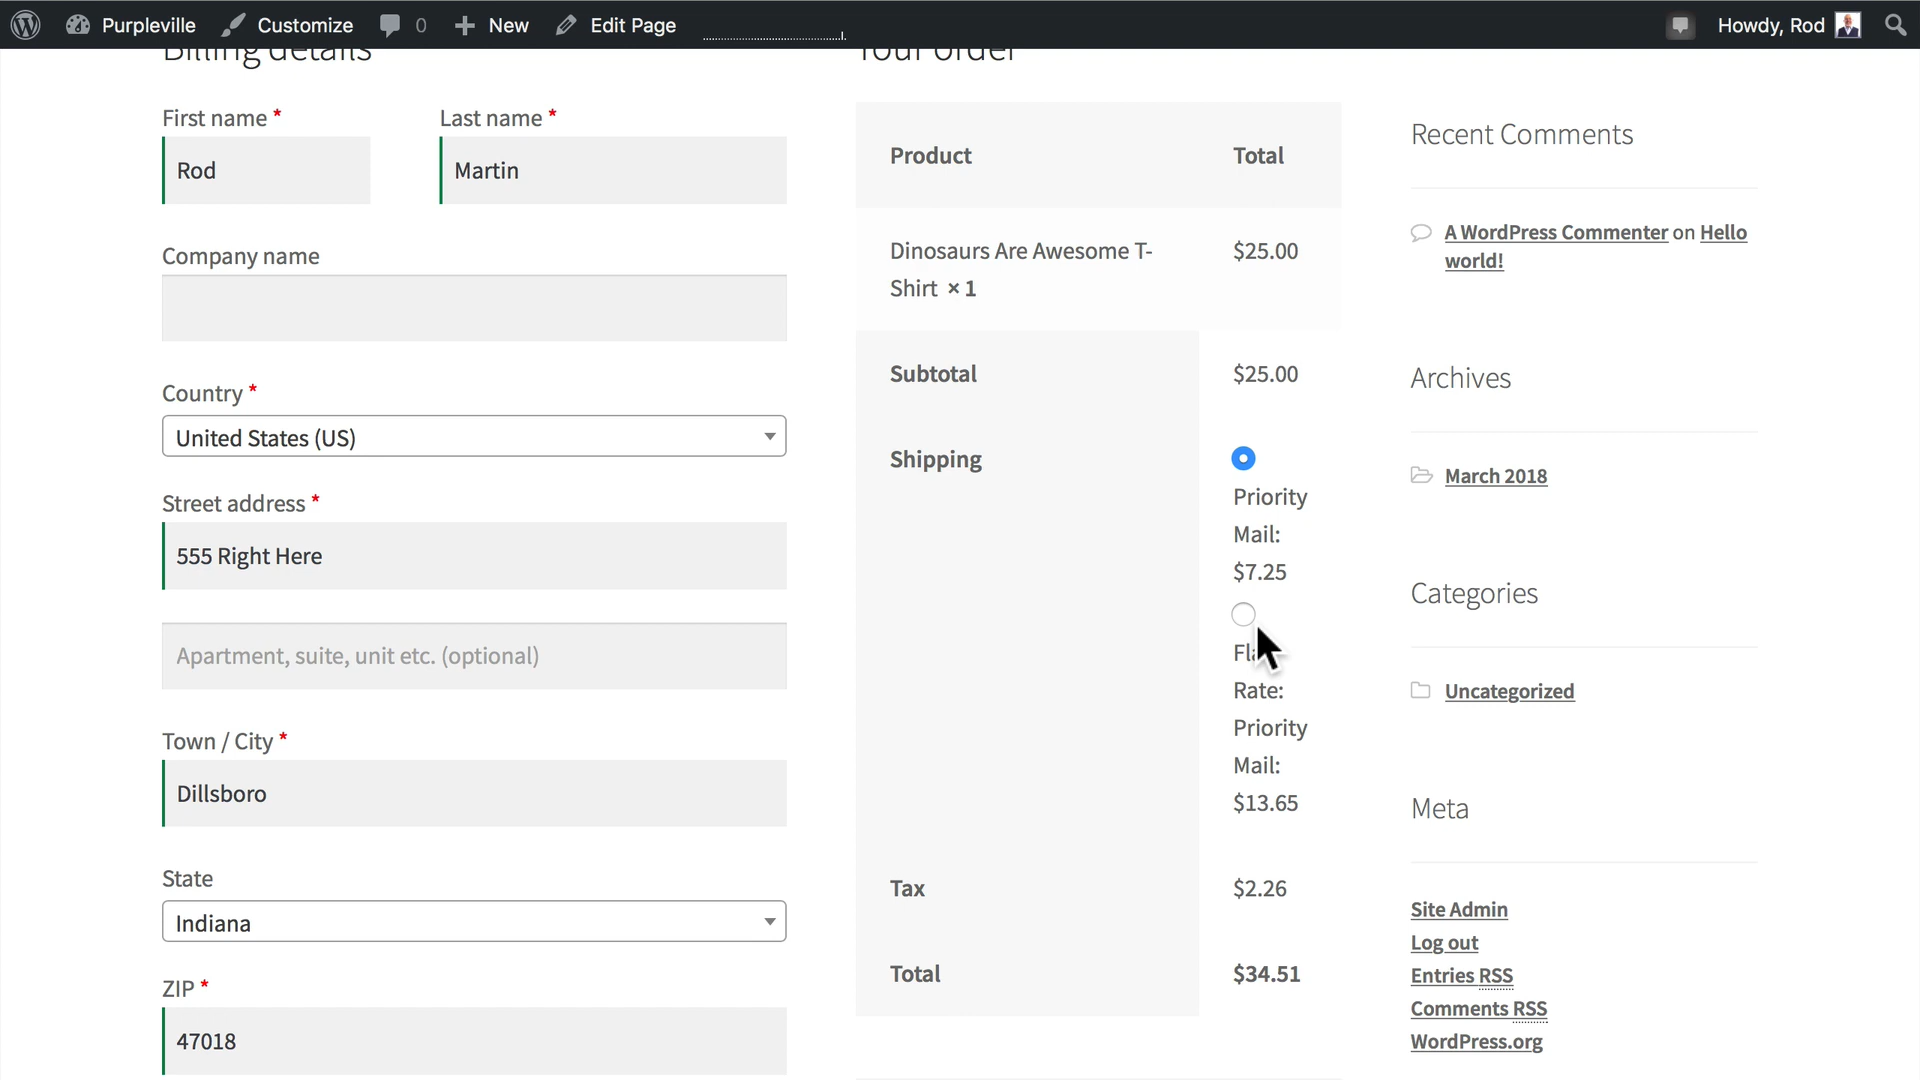 Purpleville Customize 0 New Edit Page Howdy, Rod
Billing details
Your order
First name *
Last name *
Rod
Martin
Company name
Country *
United States (US)
Street address *
555 Right Here
Apartment, suite, unit etc. (optional)
Town / City *
Dillsboro
State
Indiana
ZIP *
47018
Product Total
Dinosaurs Are Awesome T-
Shirt × 1
$25.00
Subtotal $25.00
Shipping
Priority
Mail:
$7.25
Rate:
Priority
Mail:
$13.65
Tax $2.26
Total $34.51
Recent Comments
A WordPress Commenter on Hello
world!
Archives
March 2018
Categories
Uncategorized
Meta
Site Admin
Log out
Entries RSS
Comments RSS
WordPress.org